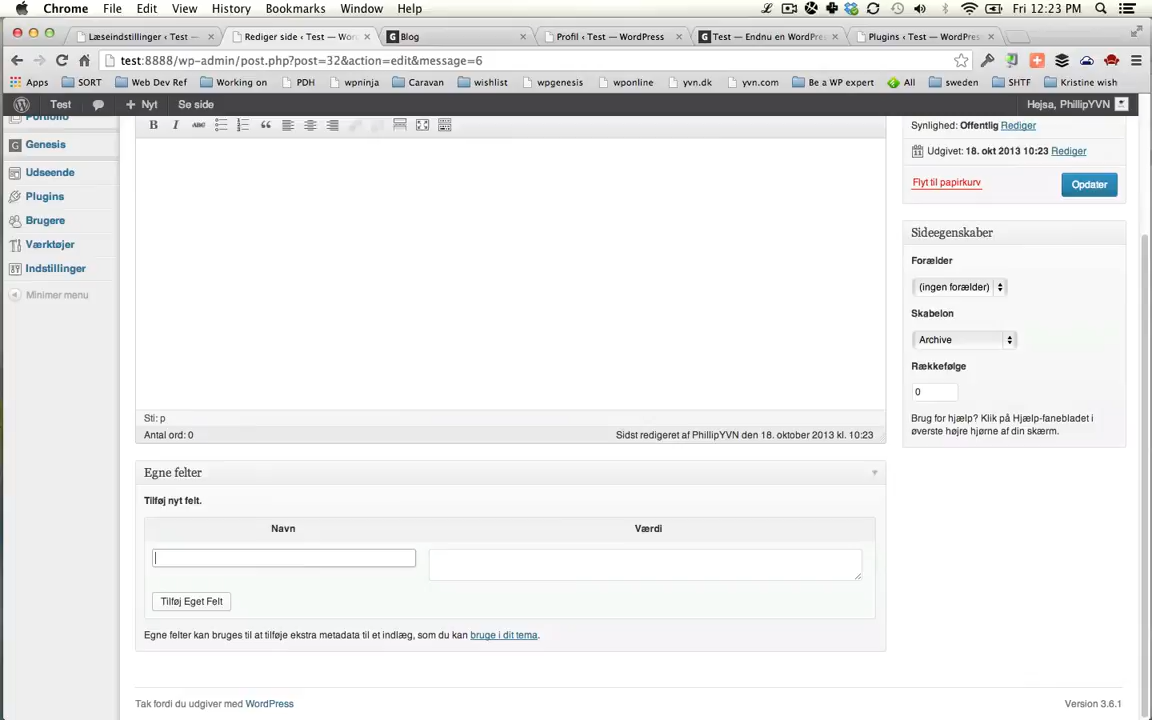 Chrome File Edit View History Bookmarks Window Help Fri 12:23 PM
Læseindstillinger ‹ Test — Rediger side ‹ Test — Wor Blog Profil ‹ Test — WordPress Test — Endnu en WordPre Plugins ‹ Test — WordPres
test:8888/wp-admin/post.php?post=32&action=edit&message=6
Apps SORT Web Dev Ref Working on PDH wpninja Caravan wishlist wpgenesis wponline yvn.dk yvn.com Be a WP expert All sweden SHTF Kristine wish
Test + Nyt Se side Hejsa, PhillipYVN
Portfolio
B I ABC
Synlighed: Offentlig Rediger
Genesis
Udgivet: 18. okt 2013 10:23 Rediger
Udseende
Flyt til papirkurv Opdater
Plugins
Brugere
Sideegenskaber
Værktøjer
Forælder
Indstillinger
(ingen forælder)
Minimer menu
Skabelon
Archive
Rækkefølge
0
Brug for hjælp? Klik på Hjælp-fanebladet i
øverste højre hjørne af din skærm.
Sti: p
Antal ord: 0 Sidst redigeret af PhillipYVN den 18. oktober 2013 kl. 10:23
Egne felter
Tilføj nyt felt.
Navn Værdi
Tilføj Eget Felt
Egne felter kan bruges til at tilføje ekstra metadata til et indlæg, som du kan bruge i dit tema.
Tak fordi du udgiver med WordPress Version 3.6.1